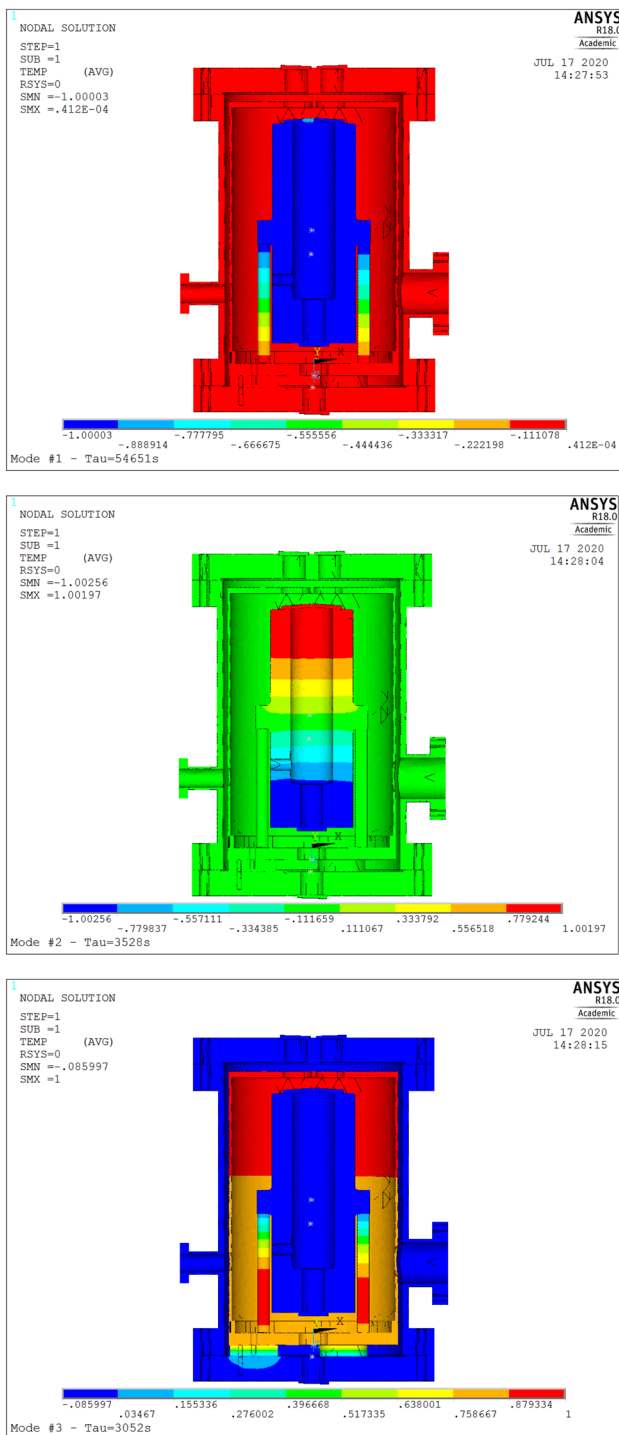 1
NODAL SOLUTION
STEP=1
SUB =1
TEMP (AVG)
RSYS=0
SMN =-1.00003
SMX =.412E-04
ANSYS
R18.0
Academic
JUL 17 2020
14:27:53
Y
X
-1.00003 -.777795 -.555556 -.333317 -.111078
-.888914 -.666675 -.444436 -.222198 .412E-04
Mode #1 - Tau=54651s
1
NODAL SOLUTION
STEP=1
SUB =1
TEMP (AVG)
RSYS=0
SMN =-1.00256
SMX =1.00197
ANSYS
R18.0
Academic
JUL 17 2020
14:28:04
X
-1.00256 -.557111 -.111659 .333792 .779244
-.779837 -.334385 .111067 .556518 1.00197
Mode #2 - Tau=3528s
1
NODAL SOLUTION
STEP=1
SUB =1
TEMP (AVG)
RSYS=0
SMN =-.085997
SMX =1
ANSYS
R18.0
Academic
JUL 17 2020
14:28:15
X
-.085997 .155336 .396668 .638001 .879334
.03467 .276002 .517335 .758667 1
Mode #3 - Tau=3052s